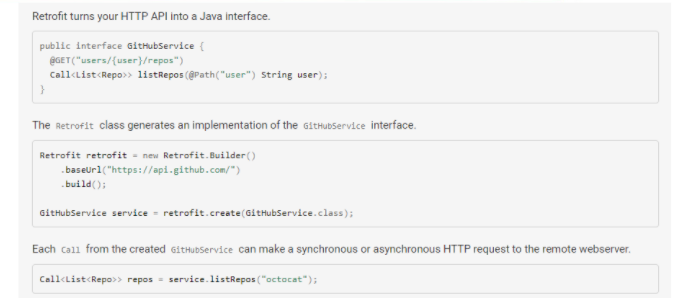 Retrofit turns your HTTP API into a Java interface.
public interface GitHubService {
@GET("users/{user}/repos")
Call<List<Repo>> listRepos(@Path("user") String user);
}
The Retrofit class generates an implementation of the GitHubService interface.
Retrofit retrofit = new Retrofit.Builder()
.baseUrl("https://api.github.com/")
.build();
GitHubService service = retrofit.create(GitHubService.class);
Each Call from the created GitHubService can make a synchronous or asynchronous HTTP request to the remote webserver.
Call<List<Repo>> repos = service.listRepos("octocat");